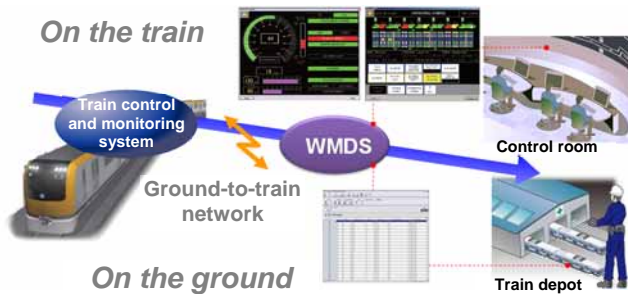 On the train
Train control
and monitoring
system
WMDS
Control room
Ground-to-train
network
On the ground
Train depot